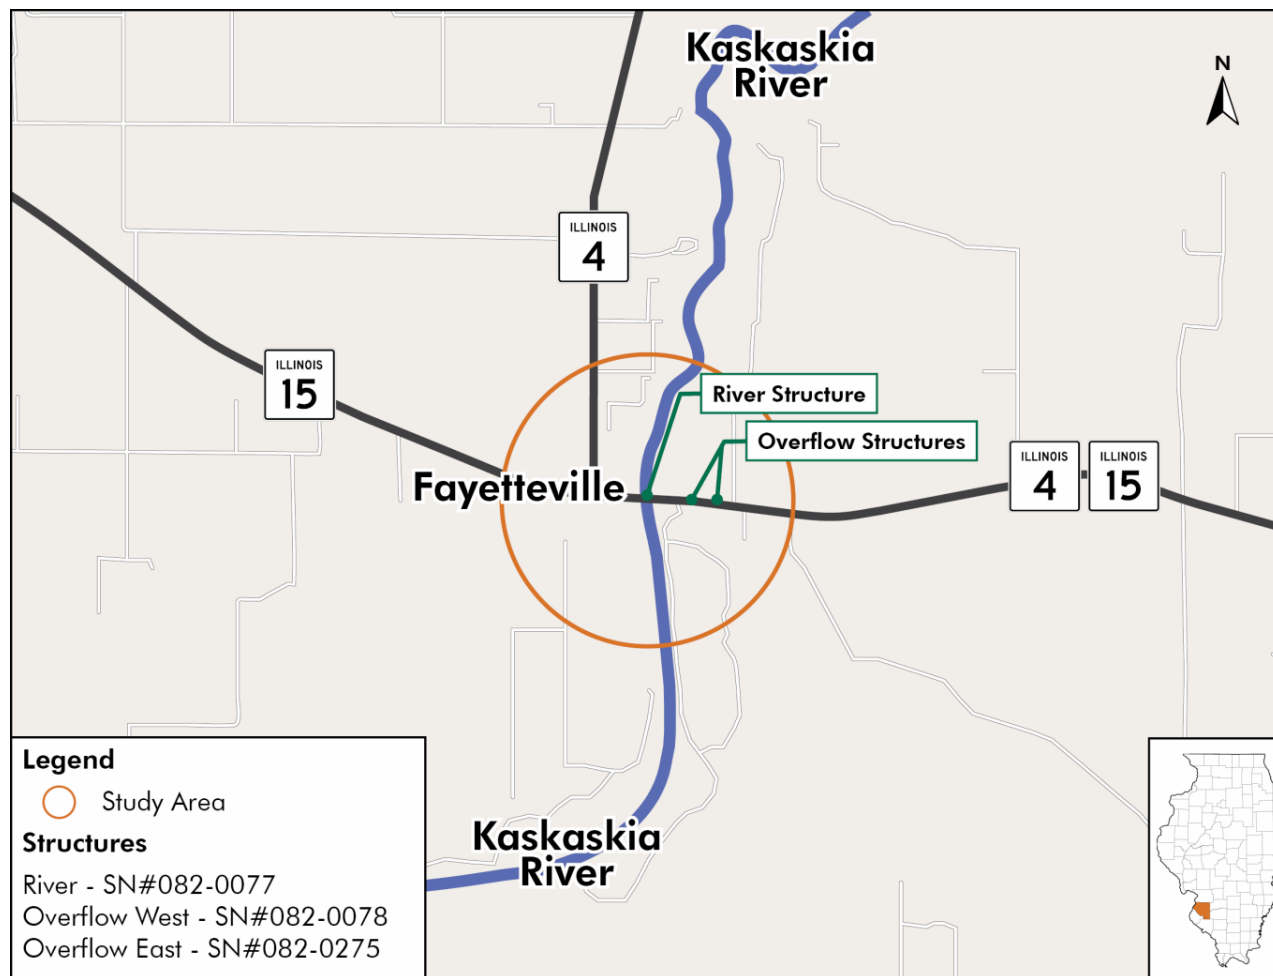 Kaskaskia
River
N
ILLINOIS
4
ILLINOIS
15
River Structure
Overflow Structures
Fayetteville
ILLINOIS
4
ILLINOIS
15
Kaskaskia
River
Legend
Study Area
Structures
River - SN#082-0077
Overflow West - SN#082-0078
Overflow East - SN#082-0275